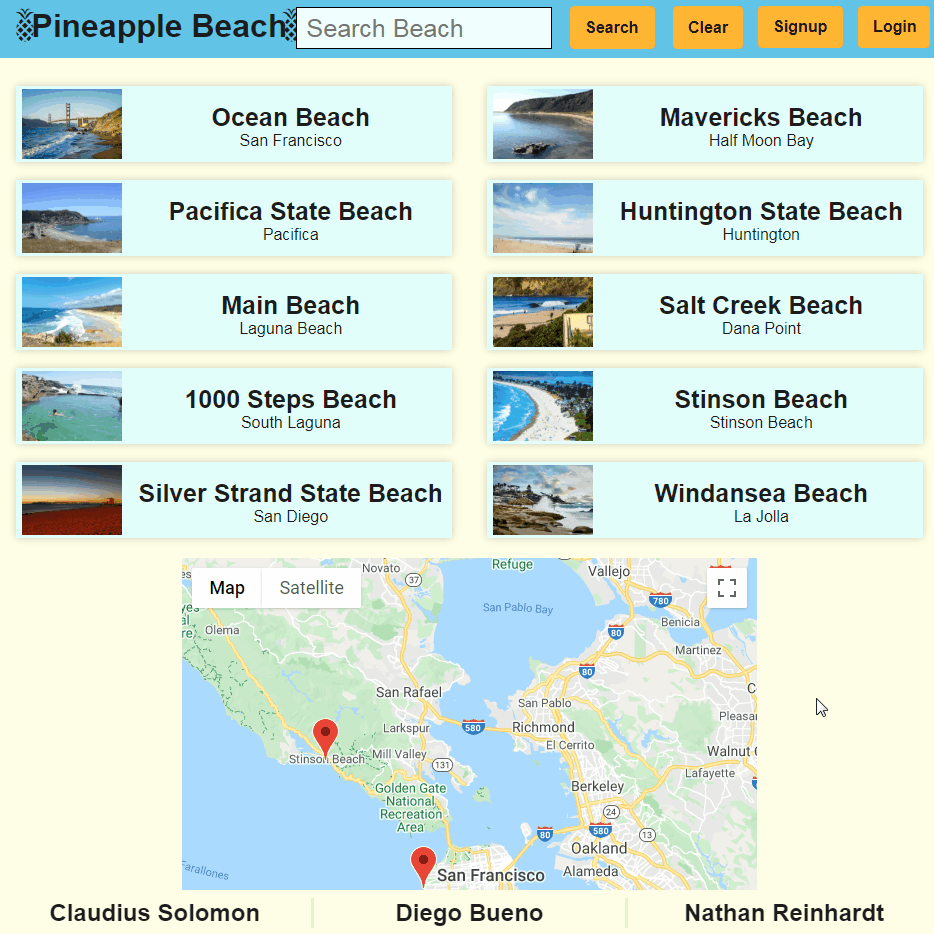 Pineapple Beach
Search Beach
Search
Clear
Signup
Login
Ocean Beach
San Francisco
Mavericks Beach
Half Moon Bay
Pacifica State Beach
Pacifica
Huntington State Beach
Huntington
Main Beach
Laguna Beach
Salt Creek Beach
Dana Point
1000 Steps Beach
South Laguna
Stinson Beach
Stinson Beach
Silver Strand State Beach
San Diego
Windansea Beach
La Jolla
Map
Satellite
Novato
37
Refuge
Vallejo
780
San Pablo Bay
Benicia
80
Olema
Martinez
80
San Rafael
San Pablo
Larkspur
580
Richmond
Pleasan
El Cerrito
Stinson Beach
Mill Valley
131
Walnut C
Lafayette
Golden Gate
National
Recreation
Area
Berkeley
24
80
580
13
Oakland
Farallones
San Francisco
Alameda
Claudius Solomon
Diego Bueno
Nathan Reinhardt